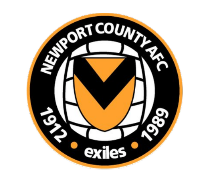 NEWPORT COUNTY AFC
1912 • exiles • 1989